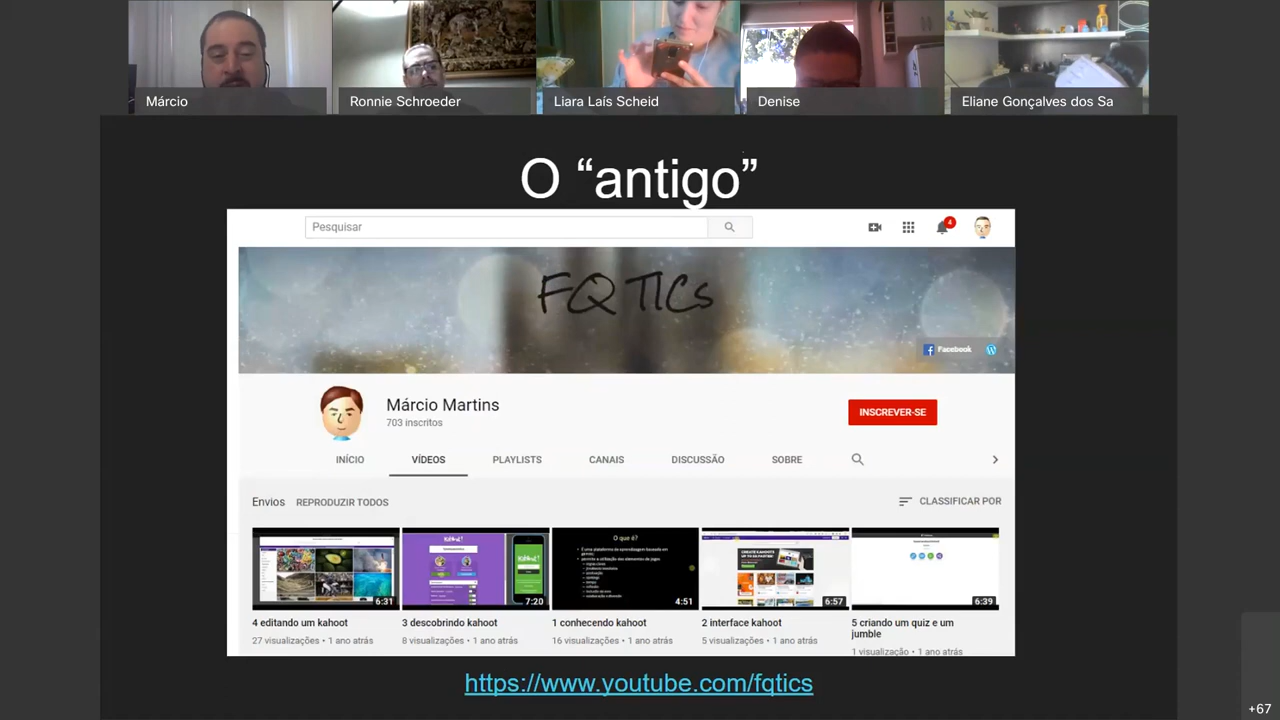 Márcio
Ronnie Schroeder
Liara Laís Scheid
Denise
Eliane Gonçalves dos Sa
O “antigo”
Pesquisar
4
FQ TICs
Facebook
Márcio Martins
703 inscritos
INSCREVER-SE
INÍCIO
VÍDEOS
PLAYLISTS
CANAIS
DISCUSSÃO
SOBRE
Envios
REPRODUZIR TODOS
CLASSIFICAR POR
O que é?
Kahoot!
6:31
7:20
4:51
6:57
6:39
4 editando um kahoot
27 visualizações • 1 ano atrás
3 descobrindo kahoot
8 visualizações • 1 ano atrás
1 conhecendo kahoot
16 visualizações • 1 ano atrás
2 interface kahoot
5 visualizações • 1 ano atrás
5 criando um quiz e um
jumble
1 visualização • 1 ano atrás
https://www.youtube.com/fqtics
+67